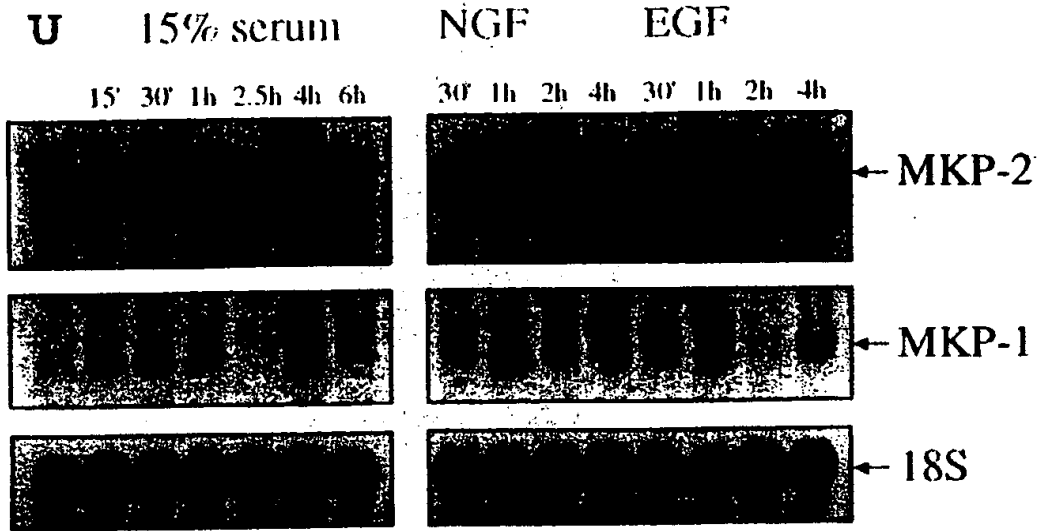 U 15% serum NGF EGF
15' 30' 1h 2.5h 4h 6h 30' 1h 2h 4h 30' 1h 2h 4h
MKP-2
MKP-1
18S